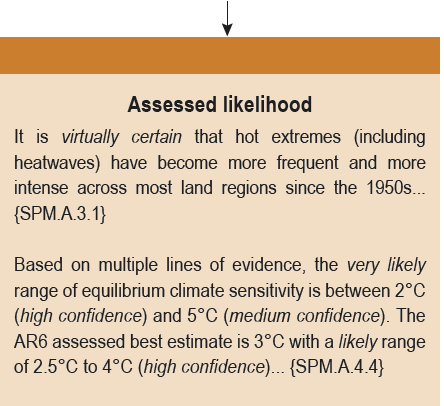 Assessed likelihood
It is virtually certain that hot extremes (including
heatwaves) have become more frequent and more
intense across most land regions since the 1950s...
{SPM.A.3.1}
Based on multiple lines of evidence, the very likely
range of equilibrium climate sensitivity is between 2°C
(high confidence) and 5°C (medium confidence). The
AR6 assessed best estimate is 3°C with a likely range
of 2.5°C to 4°C (high confidence)... {SPM.A.4.4}